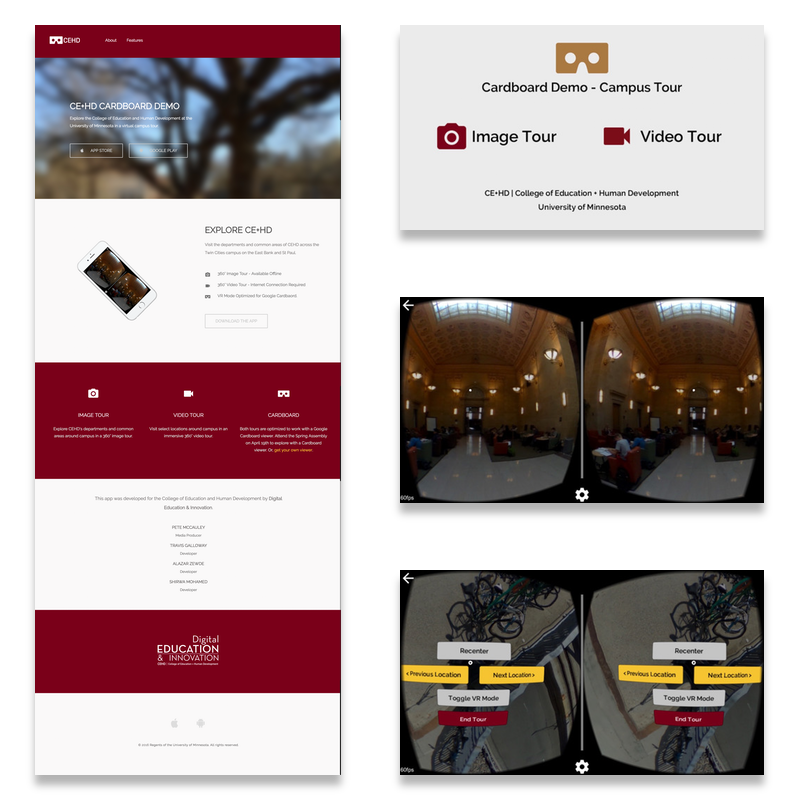 CEHD
About
Features
CE+HD CARDBOARD DEMO
Explore the College of Education and Human Development at the
University of Minnesota in a virtual campus tour.
APP STORE
GOOGLE PLAY
EXPLORE CE+HD
Visit the departments and common areas of CEHD across the
Twin Cities campus on the East Bank and St Paul.
360° Image Tour - Available Offline
360° Video Tour - Internet Connection Required
VR Mode Optimized for Google Cardboard
DOWNLOAD THE APP
IMAGE TOUR
Explore CEHD's departments and common
areas around campus in a 360° image tour
VIDEO TOUR
Visit select locations around campus in an
immersive 360° video tour
CARDBOARD
Both tours are optimized to work with a Google
Cardboard viewer. Attend the Spring Assembly
on April 19th to explore with a Cardboard
viewer. Or, get your own viewer.
This app was developed for the College of Education and Human Development by Digital
Education & Innovation
PETE MCCAULEY
Media Producer
TRAVIS GALLOWAY
Developer
ALAZAR ZEWDE
Developer
SHIRWA MOHAMED
Developer
Digital
EDUCATION
& INNOVATION
CEHD • College of Education + Human Development
© 2016 Regents of the University of Minnesota. All rights reserved.
Cardboard Demo - Campus Tour
Image Tour
Video Tour
CE+HD | College of Education + Human Development
University of Minnesota
60fps
Recenter
< Previous Location
Next Location >
Toggle VR Mode
End Tour
Recenter
< Previous Location
Next Location >
Toggle VR Mode
End Tour
60fps